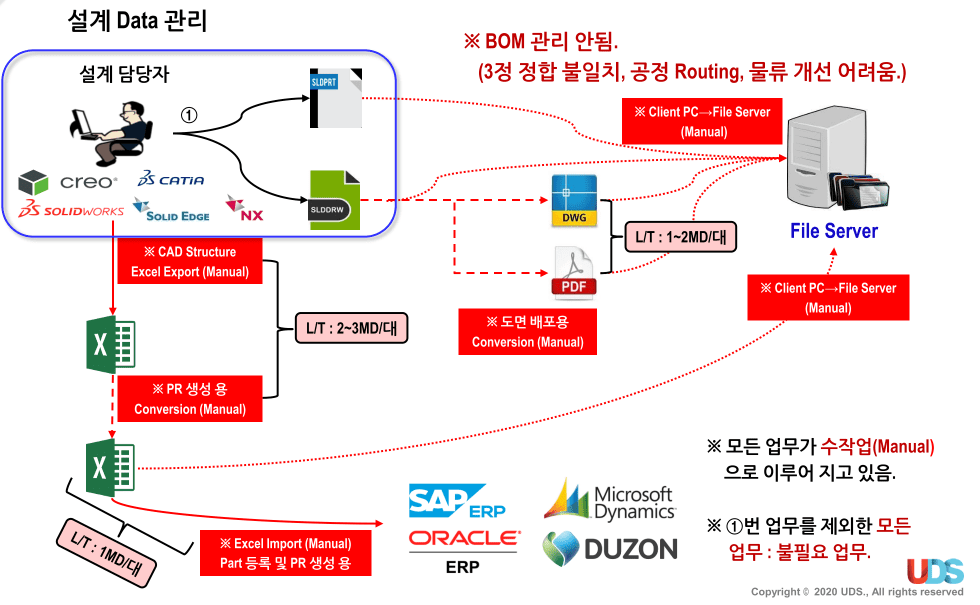 설계 Data 관리
※ BOM 관리 안됨.
(3정 정합 불일치, 공정 Routing, 물류 개선 어려움.)
설계 담당자
①
SLDPRT
SLDDRW
creo®
CATIA
SOLIDWORKS
SOLID EDGE
NX
※ Client PC→File Server
(Manual)
DWG
PDF
L/T : 1~2MD/대
File Server
※ CAD Structure
Excel Export (Manual)
※ Client PC→File Server
(Manual)
※ 도면 배포용
Conversion (Manual)
L/T : 2~3MD/대
X
※ PR 생성 용
Conversion (Manual)
X
※ 모든 업무가 수작업(Manual)
으로 이루어 지고 있음.
L/T : 1MD/대
※ Excel Import (Manual)
Part 등록 및 PR 생성 용
SAP ERP
Microsoft
Dynamics
ORACLE
DUZON
ERP
※ ①번 업무를 제외한 모든
업무 : 불필요 업무.
UDS
Copyright © 2020 UDS., All rights reserved